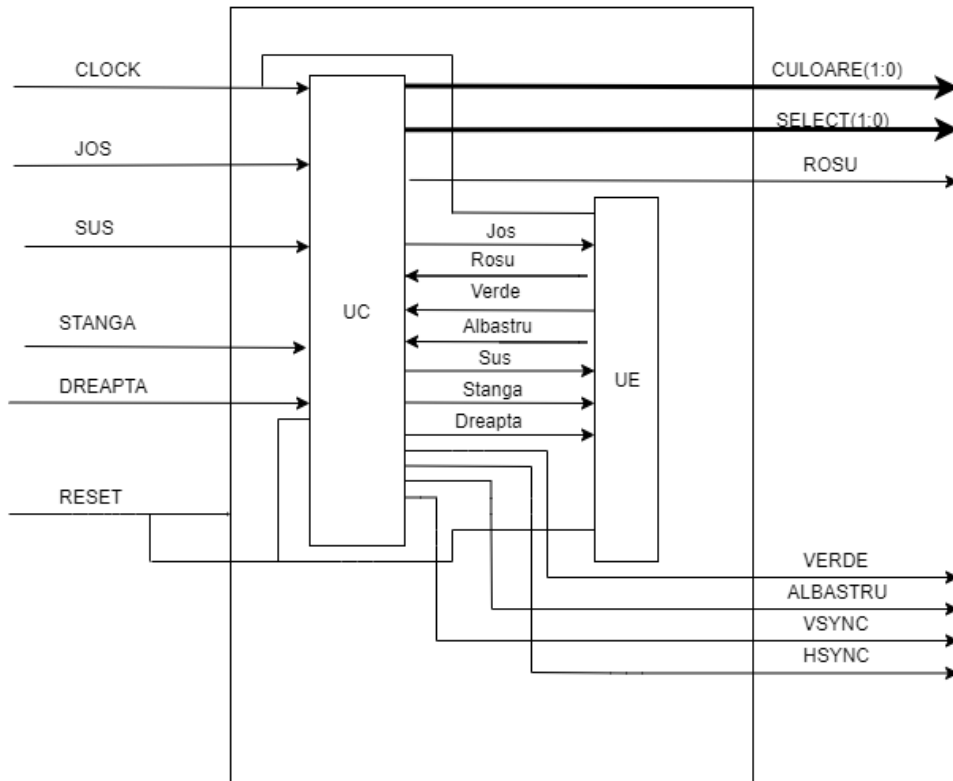 CLOCK
CULOARE(1:0)
SELECT(1:0)
JOS
ROSU
SUS
Jos
Rosu
Verde
UC
STANGA
Albastru
Sus
UE
DREAPTA
Stanga
Dreapta
RESET
VERDE
ALBASTRU
VSYNC
HSYNC